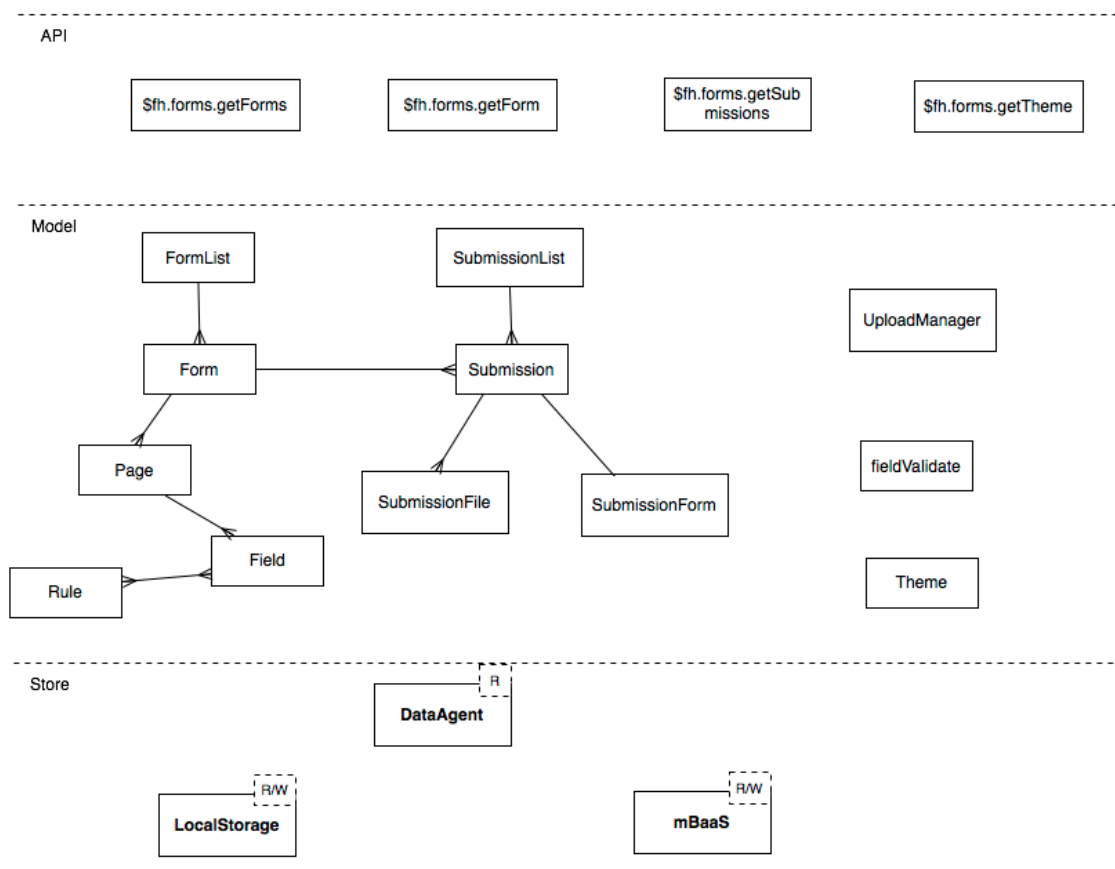 API
$fh.forms.getForms
$fh.forms.getForm
$fh.forms.getSub
missions
$fh.forms.getTheme
Model
FormList
SubmissionList
UploadManager
Form
Submission
Page
fieldValidate
SubmissionFile
SubmissionForm
Field
Rule
Theme
Store
R
DataAgent
R/W
LocalStorage
R/W
mBaaS